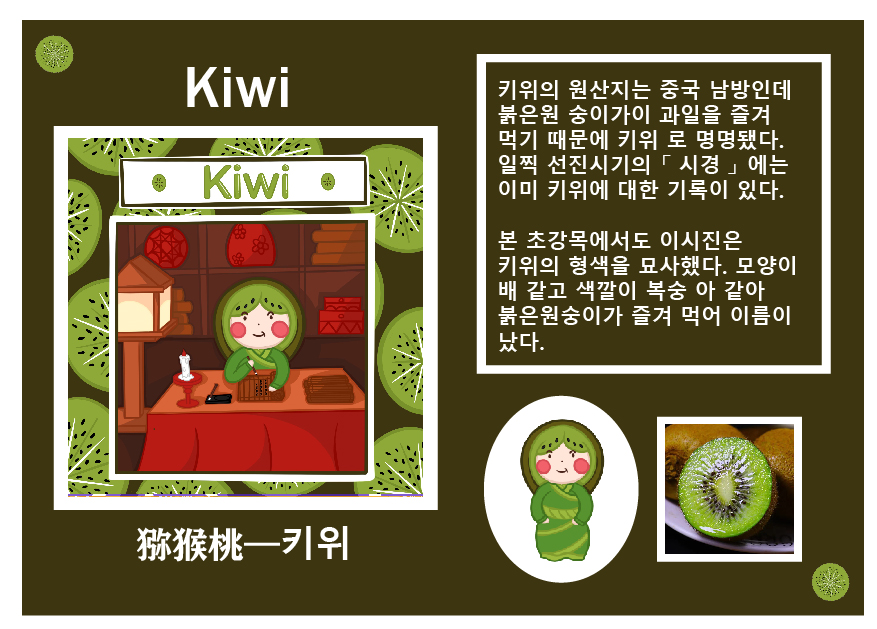 Kiwi
Kiwi
猕猴桃—키위
키위의 원산지는 중국 남방인데
붉은원 숭이가이 과일을 즐겨
먹기 때문에 키위 로 명명됐다.
일찍 선진시기의「 시경 」에는
이미 키위에 대한 기록이 있다.
본 초강목에서도 이시진은
키위의 형색을 묘사했다. 모양이
배 같고 색깔이 복숭 아 같아
붉은원숭이가 즐겨 먹어 이름이
났다.